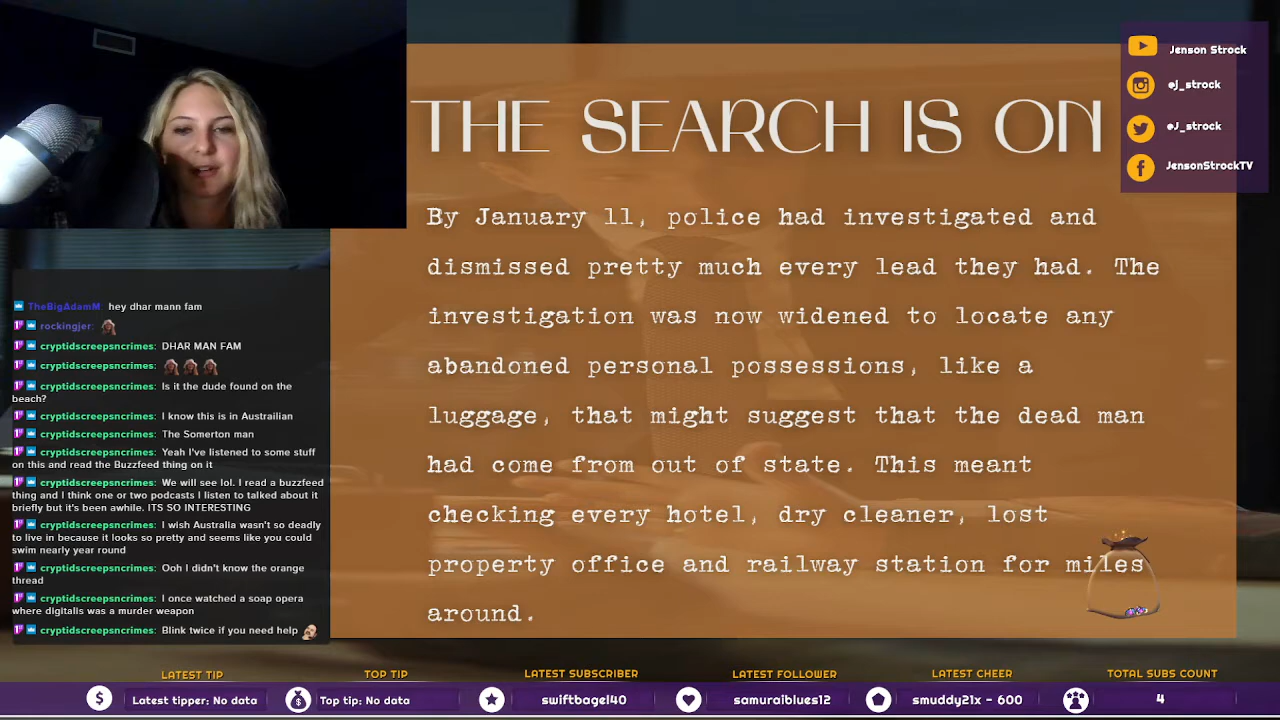 THE SEARCH IS ON
By January 11, police had investigated and
dismissed pretty much every lead they had. The
investigation was now widened to locate any
abandoned personal possessions, like a
luggage, that might suggest that the dead man
had come from out of state. This meant
checking every hotel, dry cleaner, lost
property office and railway station for miles
around.
Jenson Strock
@J_strock
@J_strock
JensonStrockTV
TheBigAdamM: hey dhar mann fam
rockingjer:
cryptidscreepsncrimes: DHAR MAN FAM
cryptidscreepsncrimes:
cryptidscreepsncrimes: Is it the dude found on the
beach?
cryptidscreepsncrimes: I know this is in Austrailian
cryptidscreepsncrimes: The Somerton man
cryptidscreepsncrimes: Yeah I've listened to some stuff
on this and read the Buzzfeed thing on it
cryptidscreepsncrimes: We will see lol. I read a buzzfeed
thing and I think one or two podcasts I listen to talked about it
briefly but it's been awhile. ITS SO INTERESTING
cryptidscreepsncrimes: I wish Australia wasn't so deadly
to live in because it looks so pretty and seems like you could
swim nearly year round
cryptidscreepsncrimes: Ooh I didn't know the orange
thread
cryptidscreepsncrimes: I once watched a soap opera
where digitalls was a murder weapon
cryptidscreepsncrimes: Blink twice if you need help
LATEST TIP
TOP TIP
LATEST SUBSCRIBER
LATEST FOLLOWER
LATEST CHEER
TOTAL SUBS COUNT
Latest tipper: No data
Top tip: No data
swiftbagel40
samuraiblues12
smuddy21x - 600
4